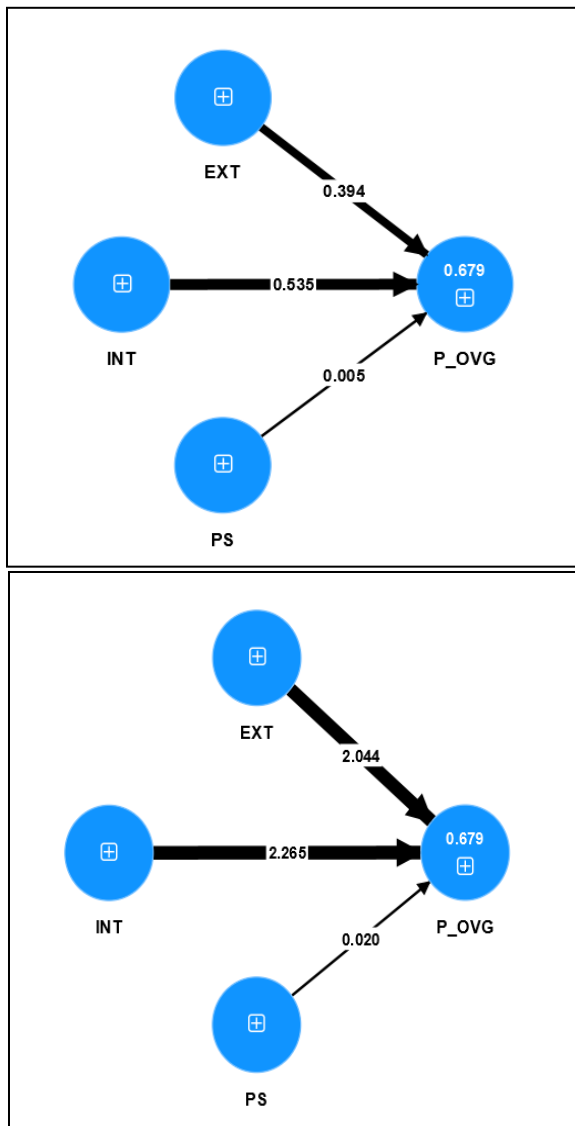 EXT
0.394
0.679
0.535
INT
P_OVG
0.005
PS
EXT
2.044
0.679
2.265
INT
P_OVG
0.020
PS